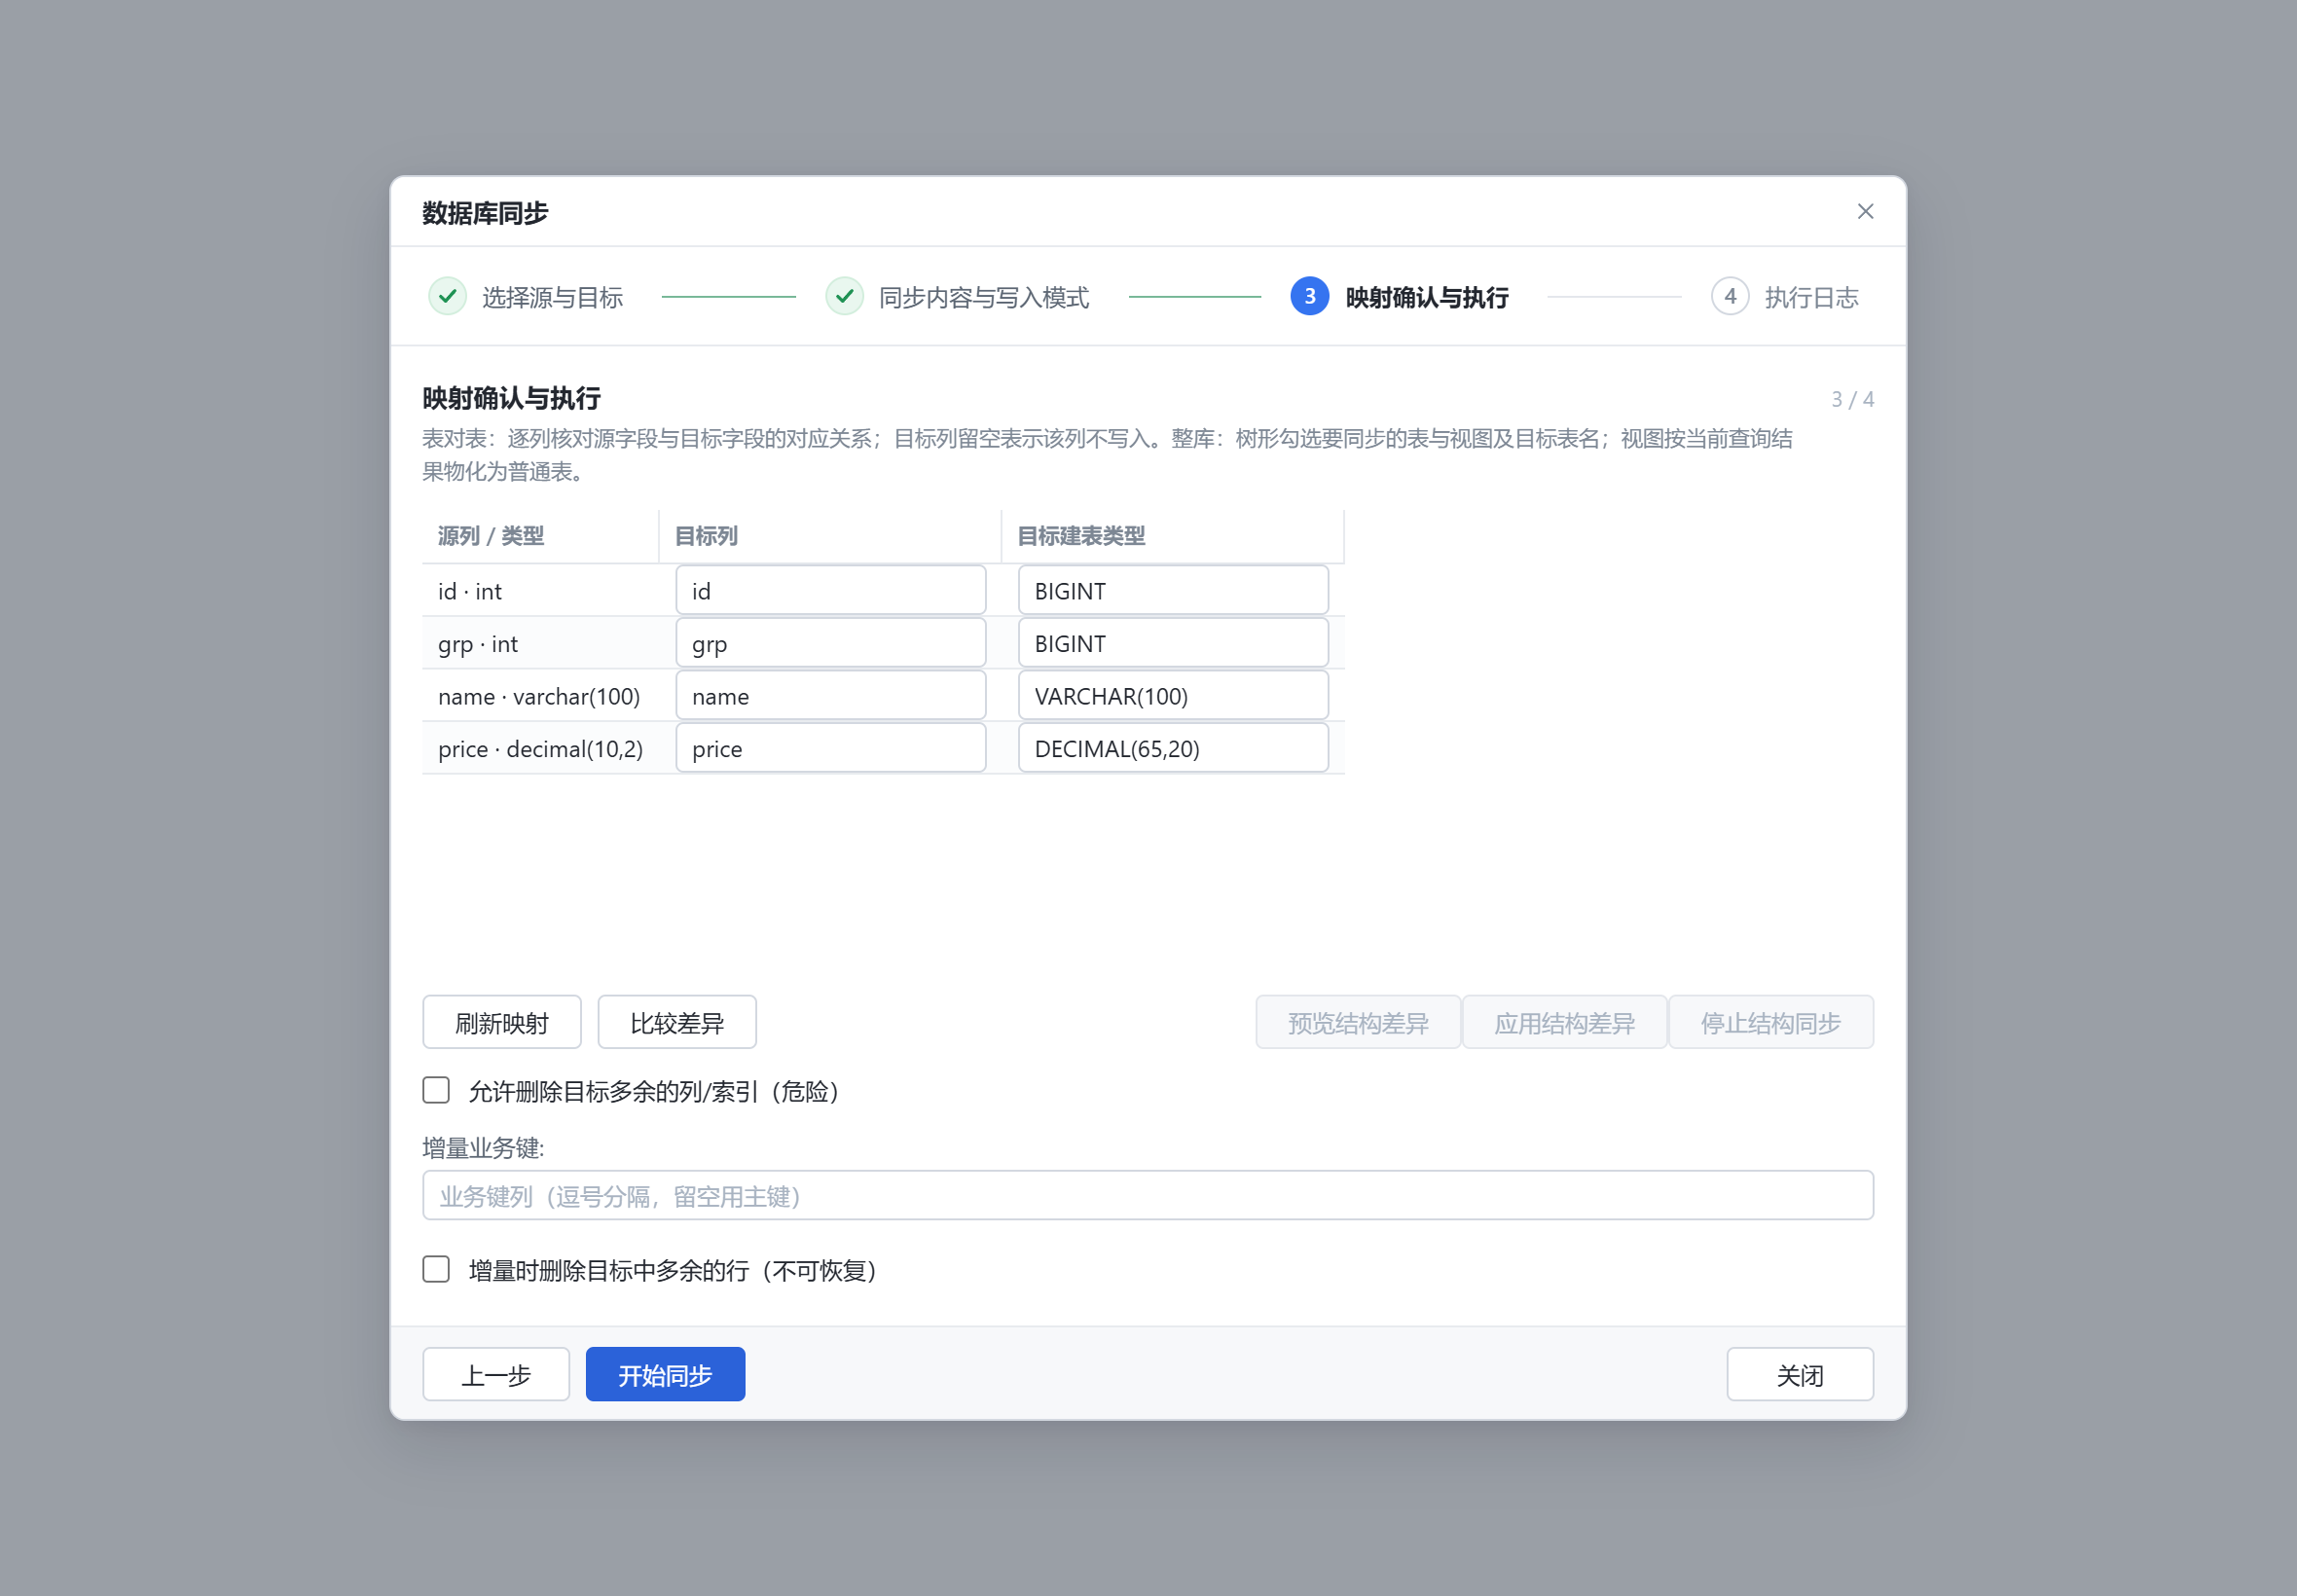 数据库同步
选择源与目标
同步内容与写入模式
3 映射确认与执行
4 执行日志
映射确认与执行
3 / 4
表对表：逐列核对源字段与目标字段的对应关系；目标列留空表示该列不写入。整库：树形勾选要同步的表与视图及目标表名；视图按当前查询结
果物化为普通表。
源列 / 类型 目标列 目标建表类型
id · int id BIGINT
grp · int grp BIGINT
name · varchar(100) name VARCHAR(100)
price · decimal(10,2) price DECIMAL(65,20)
刷新映射 比较差异 预览结构差异 应用结构差异 停止结构同步
允许删除目标多余的列/索引（危险）
增量业务键:
业务键列（逗号分隔，留空用主键）
增量时删除目标中多余的行（不可恢复）
上一步 开始同步 关闭